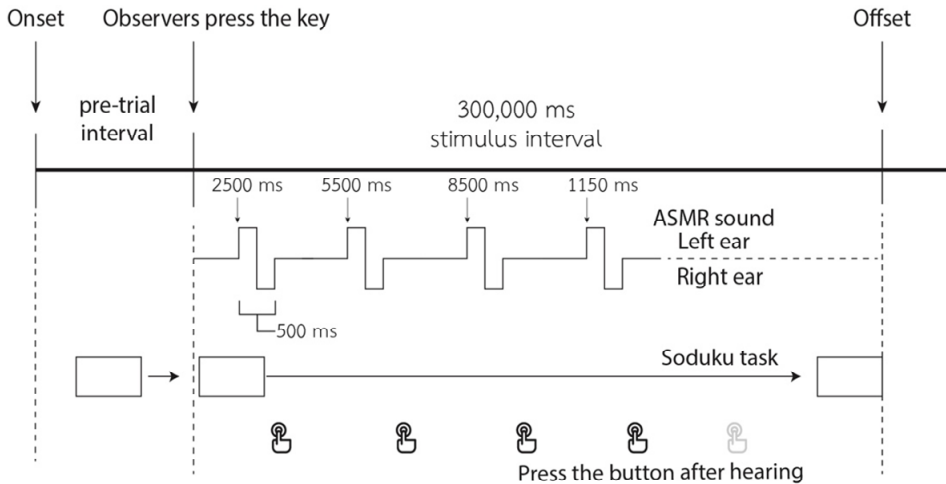 Onset
Observers press the key
Offset
pre-trial
interval
300,000 ms
stimulus interval
2500 ms
5500 ms
8500 ms
1150 ms
ASMR sound
Left ear
Right ear
500 ms
Soduku task
Press the button after hearing